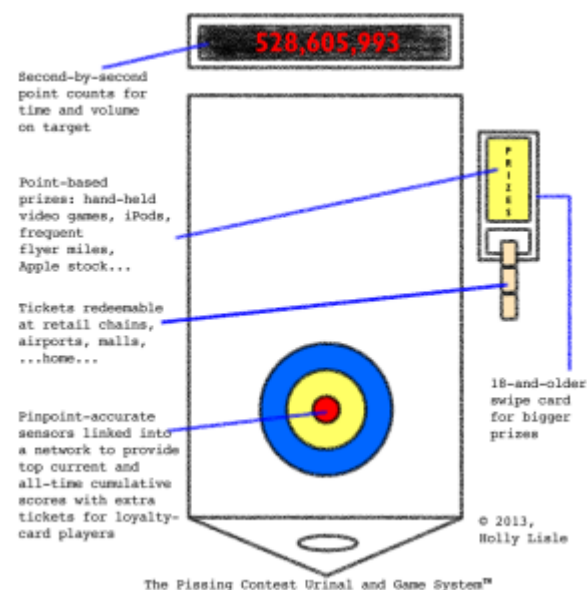 528,605,993
Second-by-second
point counts for
time and volume
on target
Point-based
prizes: hand-held
video games, iPods,
frequent
flyer miles,
Apple stock...
PRIZES
Tickets redeemable
at retail chains,
airports, malls,
...home...
18-and-older
swipe card
for bigger
prizes
Pinpoint-accurate
sensors linked into
a network to provide
top current and
all-time cumulative
scores with extra
tickets for loyalty-
card players
© 2013,
Holly Lisle
The Pissing Contest Urinal and Game System™